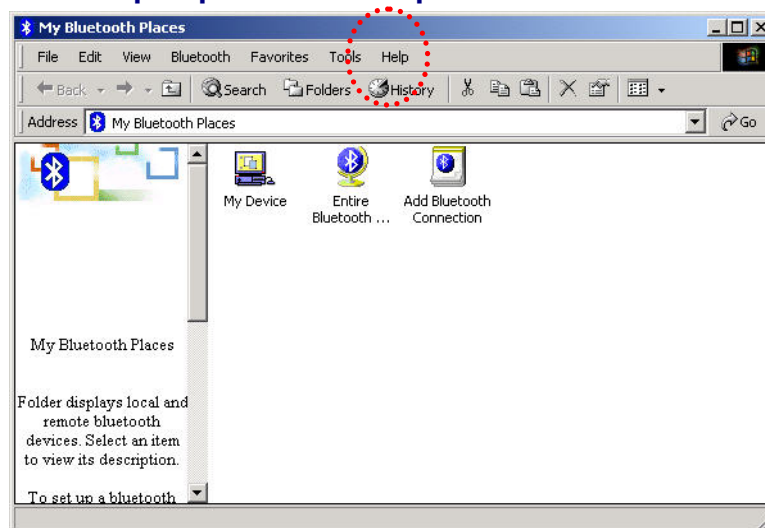 My Bluetooth Places
File Edit View Bluetooth Favorites Tools Help
Back Search Folders History
Address My Bluetooth Places Go
My Device
Entire Bluetooth ...
Add Bluetooth Connection
My Bluetooth Places
Folder displays local and
remote bluetooth
devices. Select an item
to view its description.
To set up a bluetooth